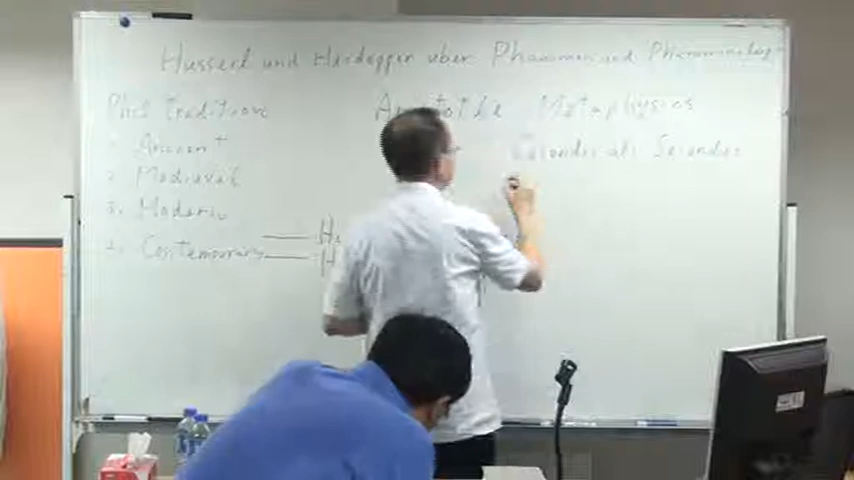 Husserl und Heidegger über Phänomen und Phänomenologie
Phil traditions
Aristotle Metaphysics
1. Ancient
Seiendes als Seiendes
2. Medieval
3. Modern
4. Contemporary
H
H